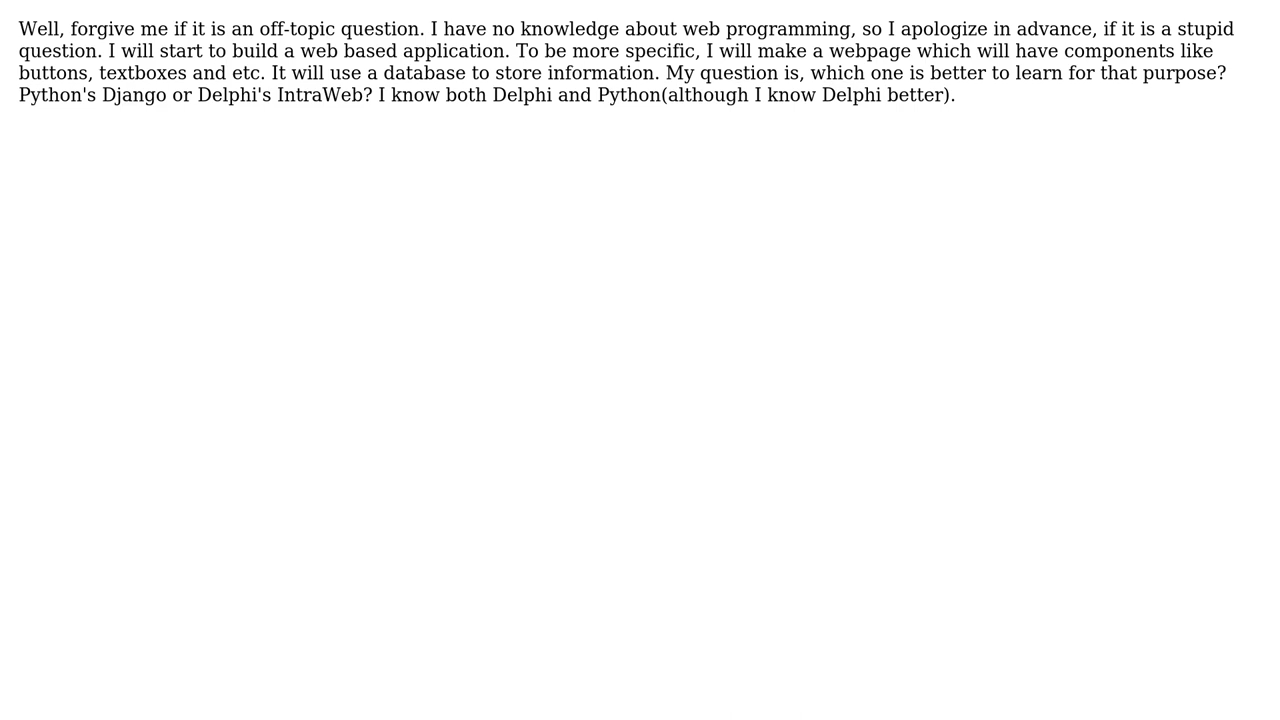 Well, forgive me if it is an off-topic question. I have no knowledge about web programming, so I apologize in advance, if it is a stupid
question. I will start to build a web based application. To be more specific, I will make a webpage which will have components like
buttons, textboxes and etc. It will use a database to store information. My question is, which one is better to learn for that purpose?
Python's Django or Delphi's IntraWeb? I know both Delphi and Python(although I know Delphi better).